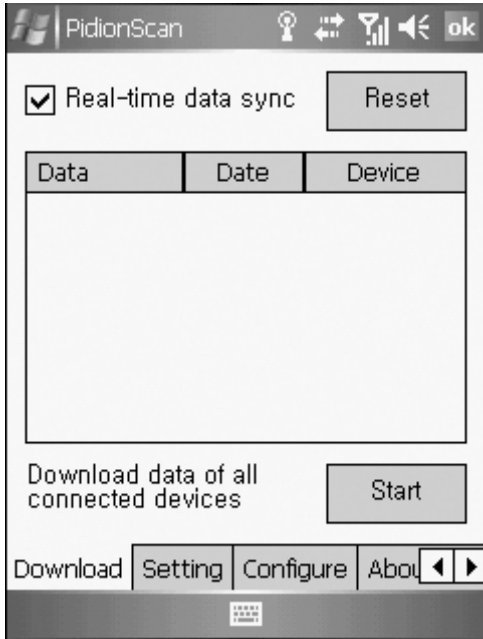 PidionScan ok
Real-time data sync Reset
Data Date Device
Download data of all
connected devices
Start
Download Setting Configure Abou